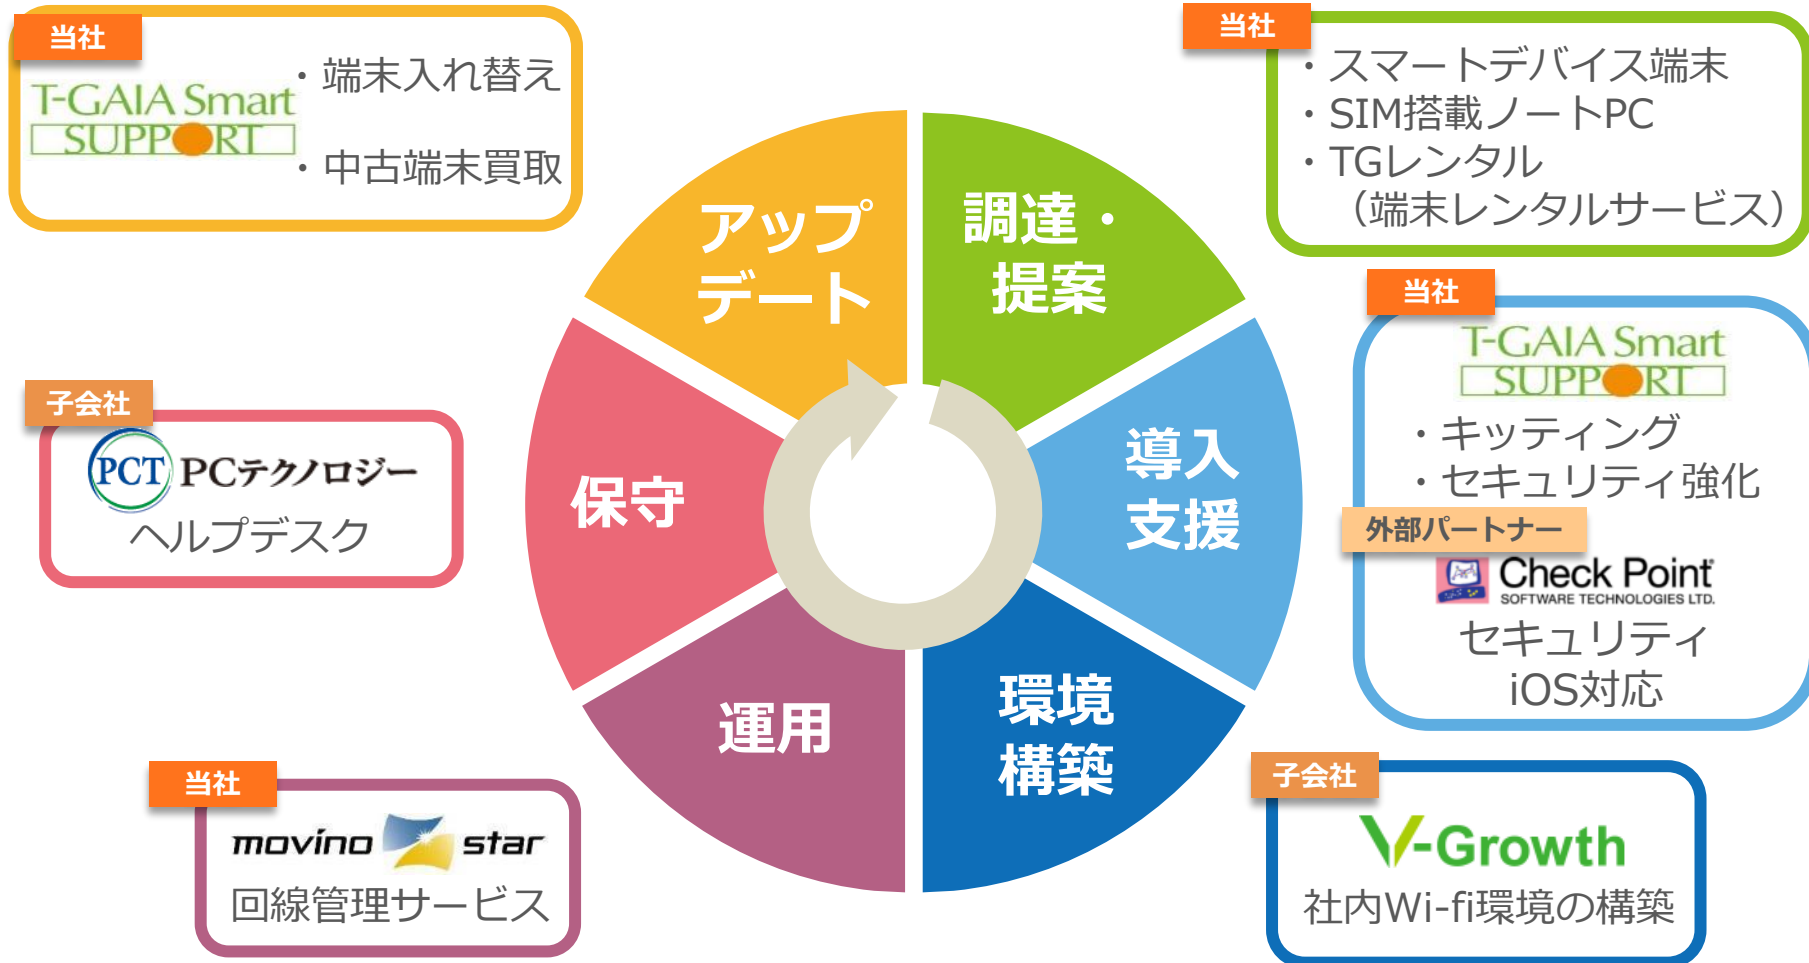 当社
T-GAIA Smart
SUPPORT
・端末入れ替え
・中古端末買取
当社
・スマートデバイス端末
・SIM搭載ノートPC
・TGレンタル
（端末レンタルサービス）
アップ
デート
調達・
提案
導入
支援
環境
構築
運用
保守
当社
T-GAIA Smart
SUPPORT
・キッティング
・セキュリティ強化
外部パートナー
Check Point
SOFTWARE TECHNOLOGIES LTD.
セキュリティ
iOS対応
子会社
PCT PCテクノロジー
ヘルプデスク
当社
movino star
回線管理サービス
子会社
V-Growth
社内Wi-fi環境の構築